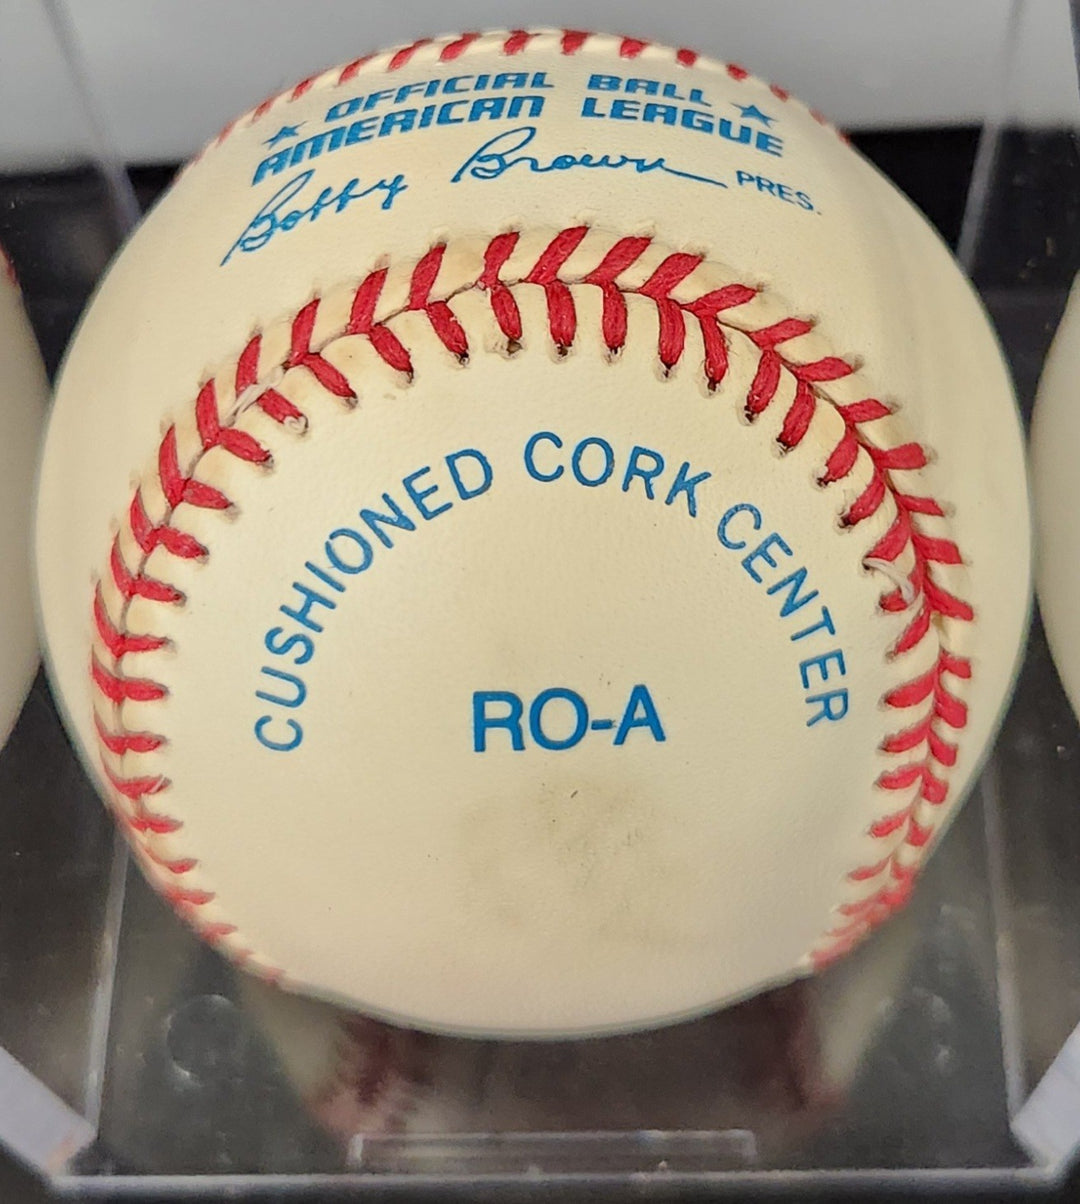 OFFICIAL BALL
AMERICAN LEAGUE
Bobby Brown PRES.
CUSHIONED CORK CENTER
RO-A